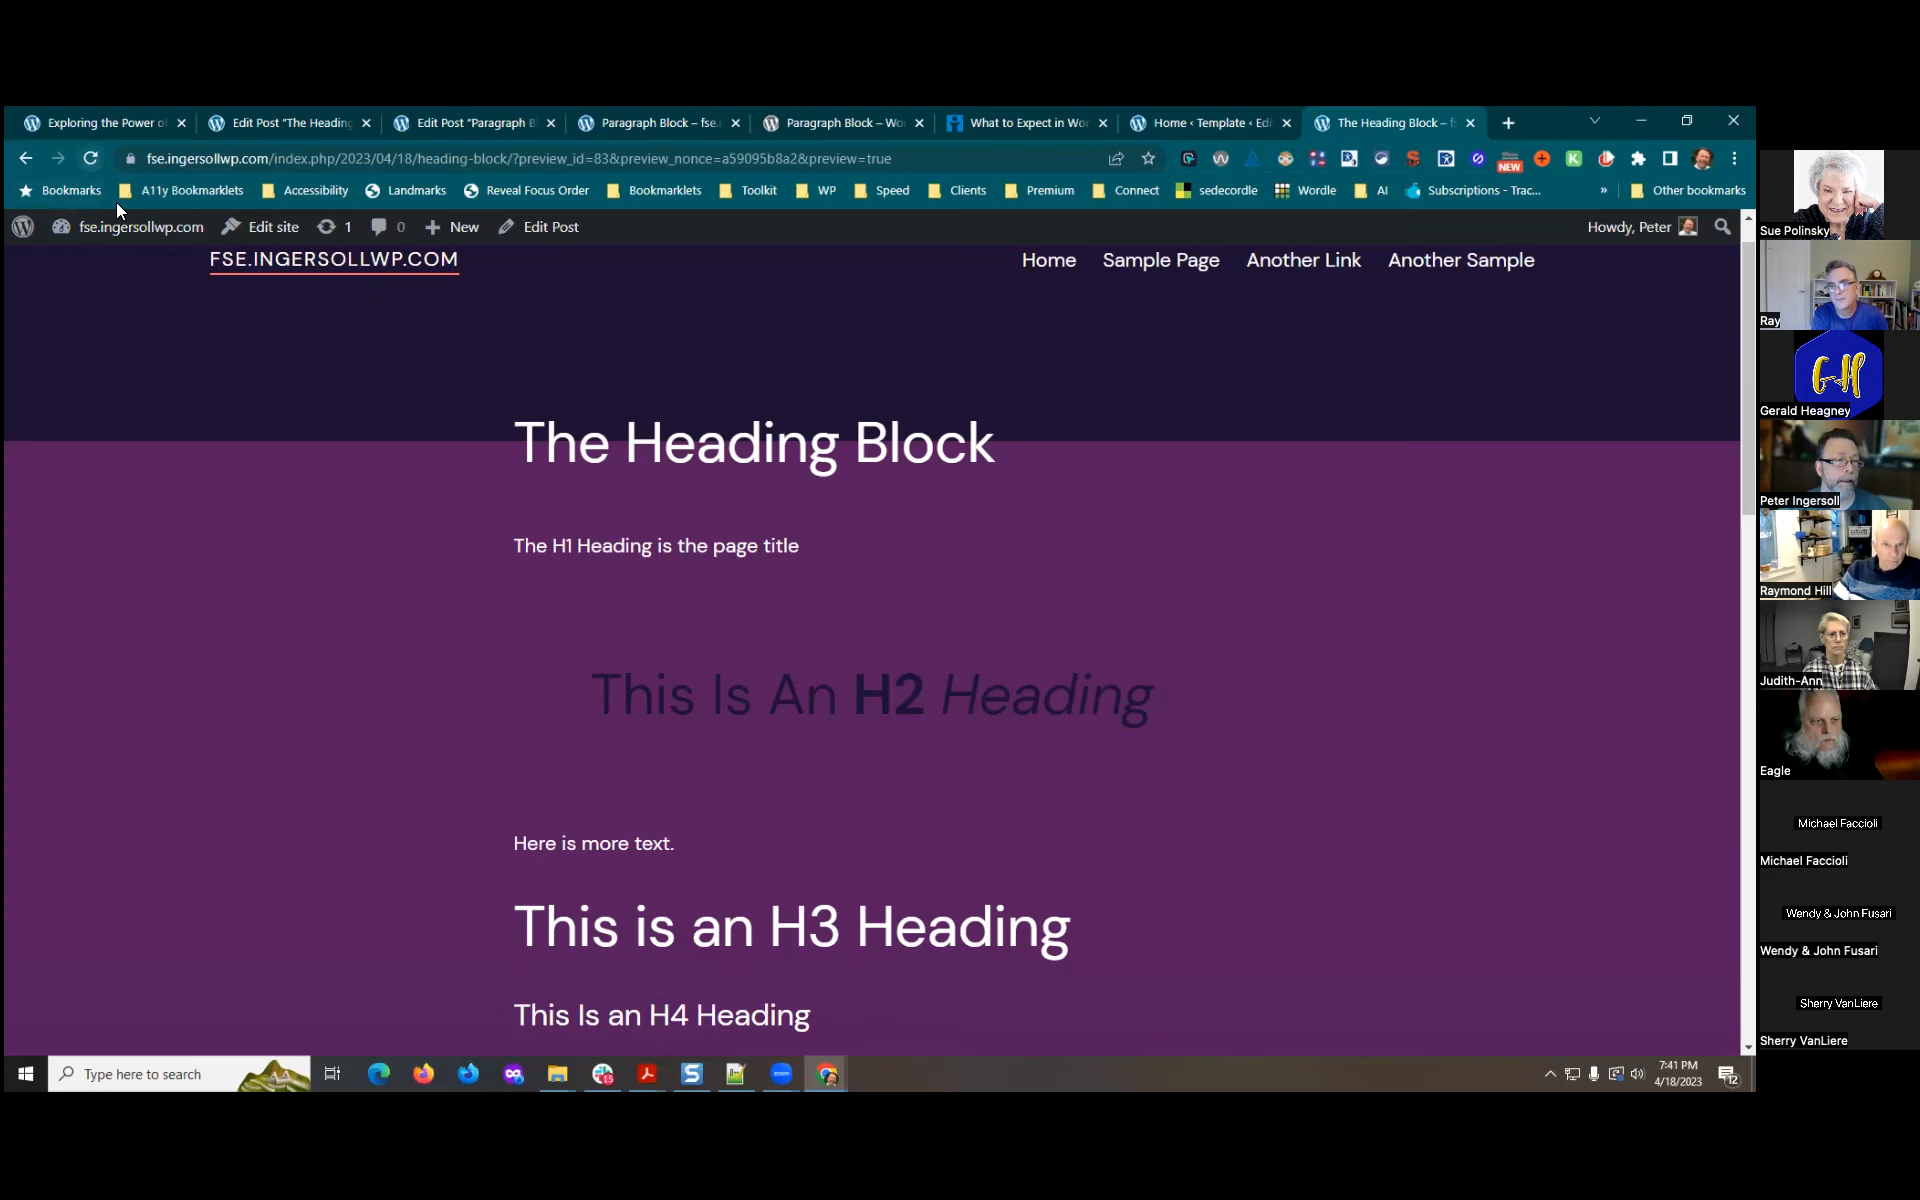 Exploring the Power o
Edit Post "The Heading
Edit Post "Paragraph B
Paragraph Block – fse.
Paragraph Block – Wo
What to Expect in Wor
Home ‹ Template ‹ Edi
The Heading Block – f
fse.ingersollwp.com/index.php/2023/04/18/heading-block/?preview_id=83&preview_nonce=a59095b8a2&preview=true
NEW
Bookmarks
A11y Bookmarklets
Accessibility
Landmarks
Reveal Focus Order
Bookmarklets
Toolkit
WP
Speed
Clients
Premium
Connect
sedecordle
Wordle
AI
Subscriptions - Trac...
»
Other bookmarks
fse.ingersollwp.com
Edit site
1
0
New
Edit Post
Howdy, Peter
FSE.INGERSOLLWP.COM
Home
Sample Page
Another Link
Another Sample
The Heading Block
The H1 Heading is the page title
This Is An H2 Heading
Here is more text.
This is an H3 Heading
This Is an H4 Heading
Type here to search
15
zoom
7:41 PM
4/18/2023
12
Sue Polinsky
Ray
GH
Gerald Heagney
Peter Ingersoll
Raymond Hill
Judith-Ann
Eagle
Michael Faccioli
Michael Faccioli
Wendy & John Fusari
Wendy & John Fusari
Sherry VanLiere
Sherry VanLiere